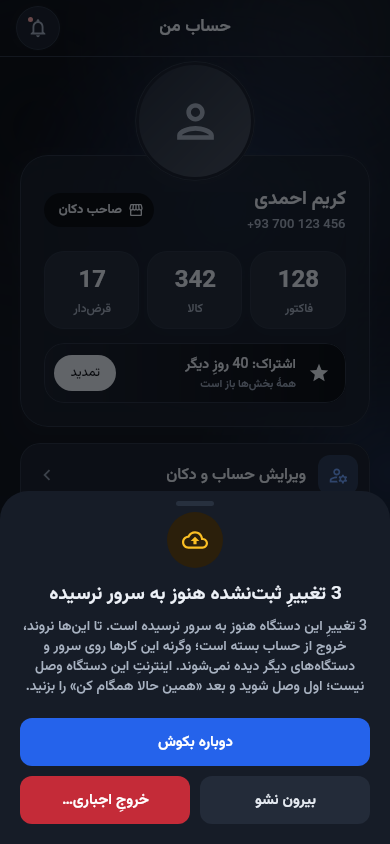 حساب من
کریم احمدی
صاحب دکان
+93 700 123 456
128
342
17
فاکتور
کالا
قرض‌دار
اشتراک: 40 روزِ دیگر
همهٔ بخش‌ها باز است
تمدید
ویرایش حساب و دکان
3 تغییرِ ثبت‌نشده هنوز به سرور نرسیده
3 تغییرِ این دستگاه هنوز به سرور نرسیده است. تا این‌ها نروند،
خروج از حساب بسته است؛ وگرنه این کارها روی سرور و
دستگاه‌های دیگر دیده نمی‌شوند. اینترنتِ این دستگاه وصل
نیست؛ اول وصل شوید و بعد «همین حالا همگام کن» را بزنید.
دوباره بکوش
بیرون نشو
خروجِ اجباری…